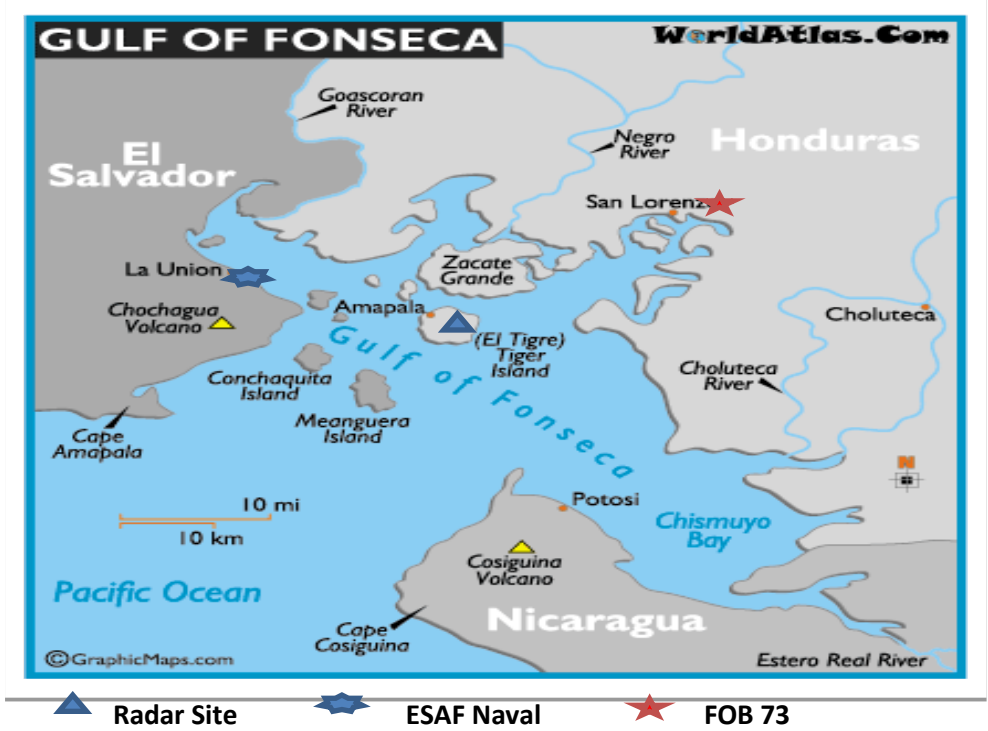 GULF OF FONSECA
WorldAtlas.Com
Goascoran
River
Negro
River
Honduras
El
Salvador
San Lorenz
La Union
Zacate
Grande
Chochagua
Volcano
Amapala
(El Tigre)
Tiger
Island
Choluteca
Gulf of Fonseca
Choluteca
River
Conchaquita
Island
Meanguera
Island
Cape
Amapala
N
10 mi
10 km
Potosi
Chismuyo
Bay
Cosiguina
Volcano
Pacific Ocean
Nicaragua
Cape
Cosiguina
©GraphicMaps.com
Estero Real River
Radar Site
ESAF Naval
FOB 73